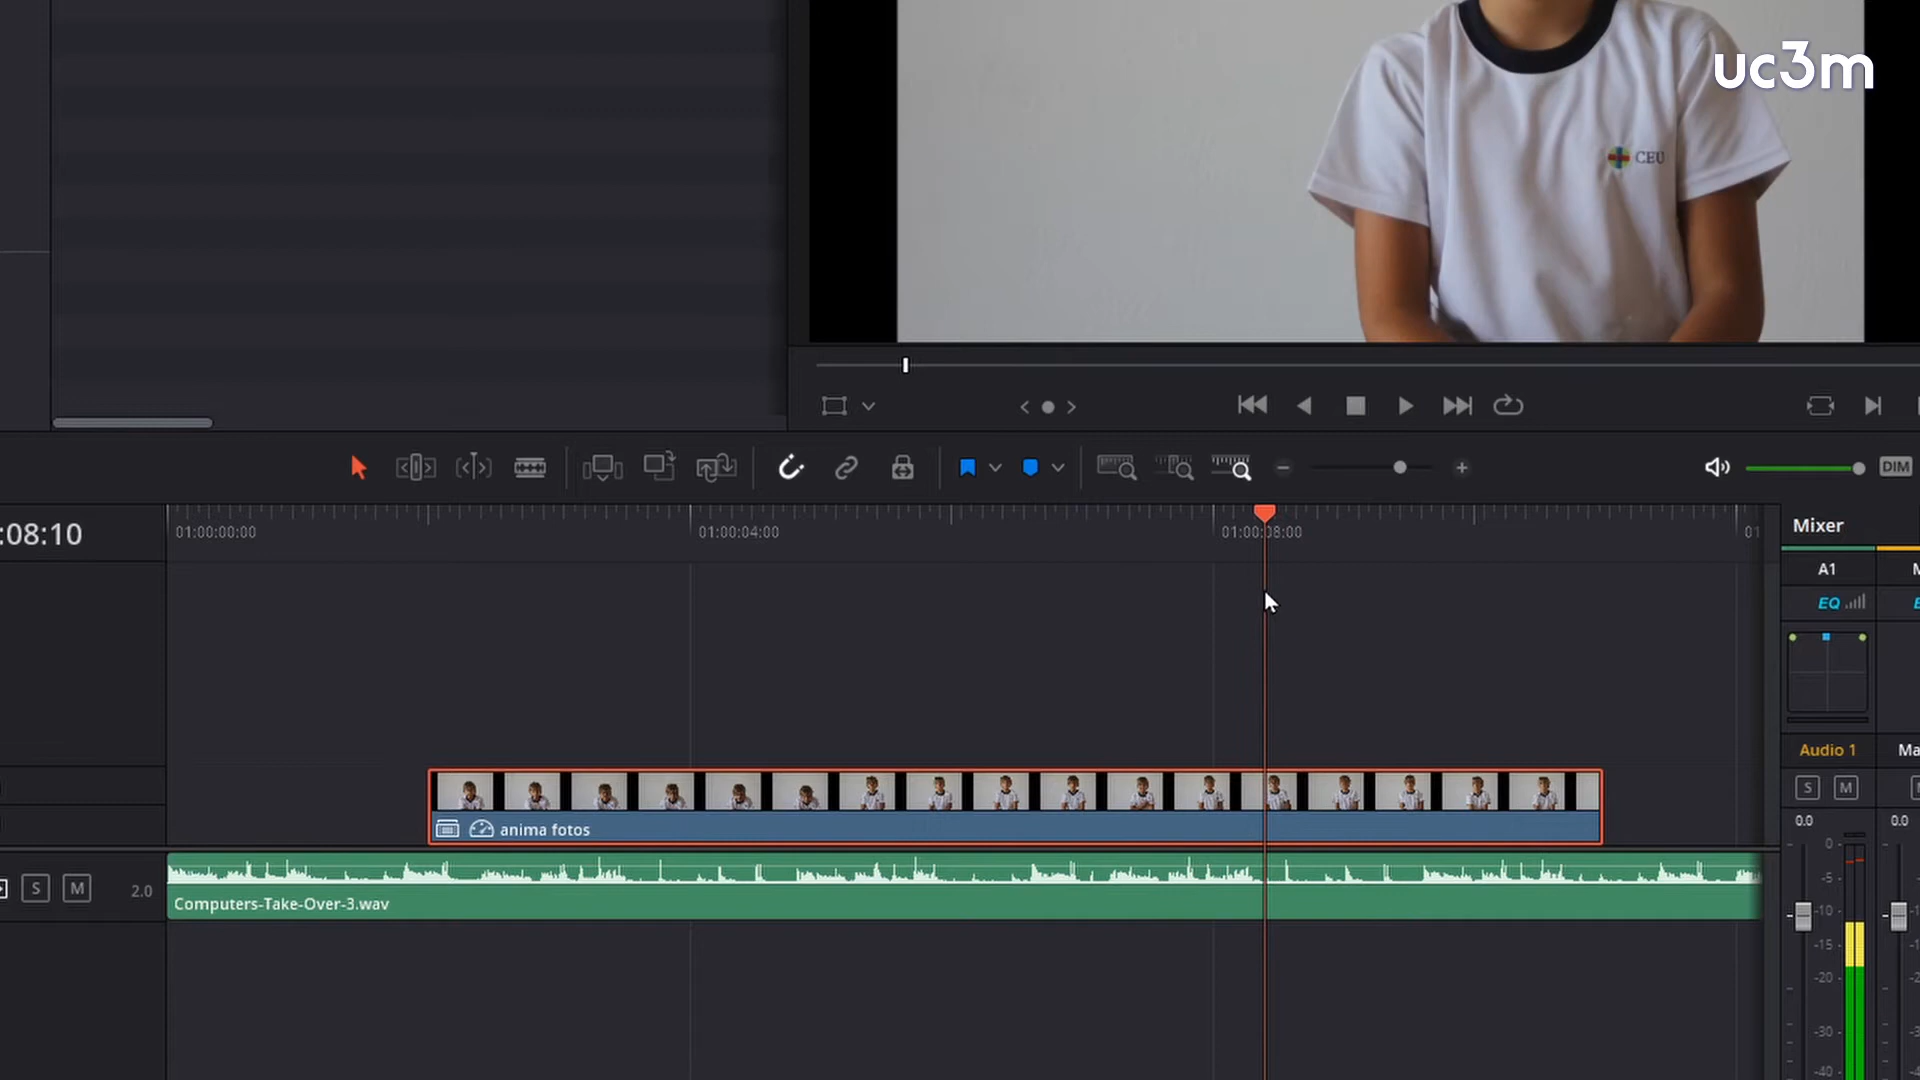 uc3m
CEU
DIM
:08:10
01:00:00:00
01:00:04:00
01:00:08:00
01
Mixer
A1
M
EQ
E
Audio 1
Ma
S
M
0.0
0.0
0
-5
-10
-15
-20
-30
-40
anima fotos
S
M
2.0
Computers-Take-Over-3.wav